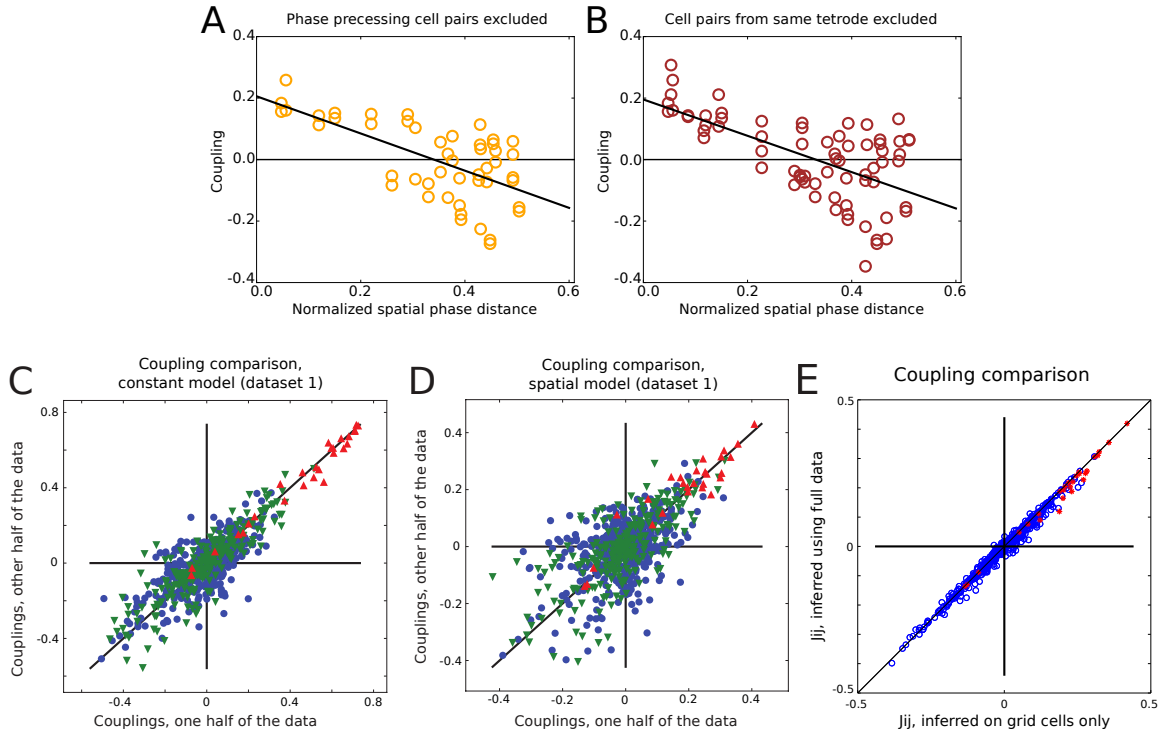 A
Phase precessing cell pairs excluded
0.4
0.2
0.0
-0.2
-0.4
Coupling
0.0
0.2
0.4
0.6
Normalized spatial phase distance
B
Cell pairs from same tetrode excluded
0.4
0.2
0.0
-0.2
-0.4
Coupling
0.0
0.2
0.4
0.6
Normalized spatial phase distance
C
Coupling comparison,
constant model (dataset 1)
0.8
0.4
0
-0.4
Couplings, other half of the data
-0.4
0
0.4
0.8
Couplings, one half of the data
D
Coupling comparison,
spatial model (dataset 1)
0.4
0.2
0
-0.2
-0.4
Couplings, other half of the data
-0.4
-0.2
0
0.2
0.4
Couplings, one half of the data
E
Coupling comparison
0.5
0
-0.5
Jij, inferred using full data
-0.5
0
0.5
Jij, inferred on grid cells only